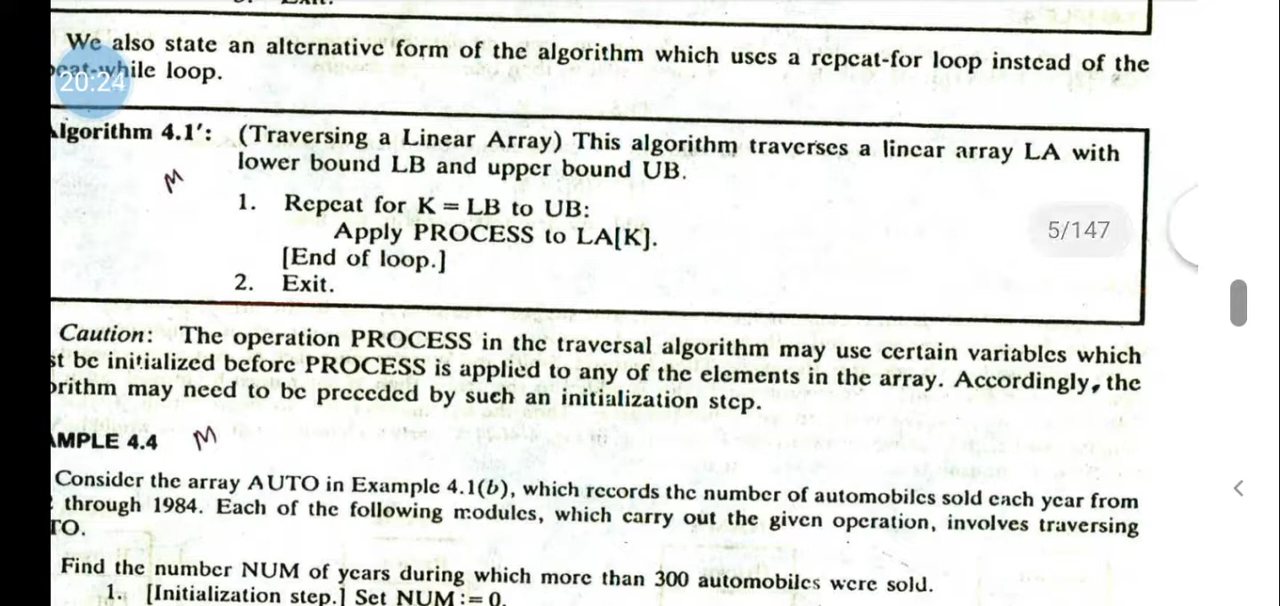 We also state an alternative form of the algorithm which uses a repeat-for loop instead of the
loop.
20:24
Algorithm 4.1': (Traversing a Linear Array) This algorithm traverses a linear array LA with
lower bound LB and upper bound UB.
M
1. Repeat for K = LB to UB:
Apply PROCESS to LA[K].
5/147
[End of loop.]
2. Exit.
Caution: The operation PROCESS in the traversal algorithm may use certain variables which
st be initialized before PROCESS is applied to any of the elements in the array. Accordingly, the
orithm may need to be preceded by such an initialization step.
AMPLE 4.4 M
Consider the array AUTO in Example 4.1(b), which records the number of automobiles sold each year from
through 1984. Each of the following modules, which carry out the given operation, involves traversing
TO.
Find the number NUM of years during which more than 300 automobiles were sold.
1. [Initialization step.] Set NUM := 0.